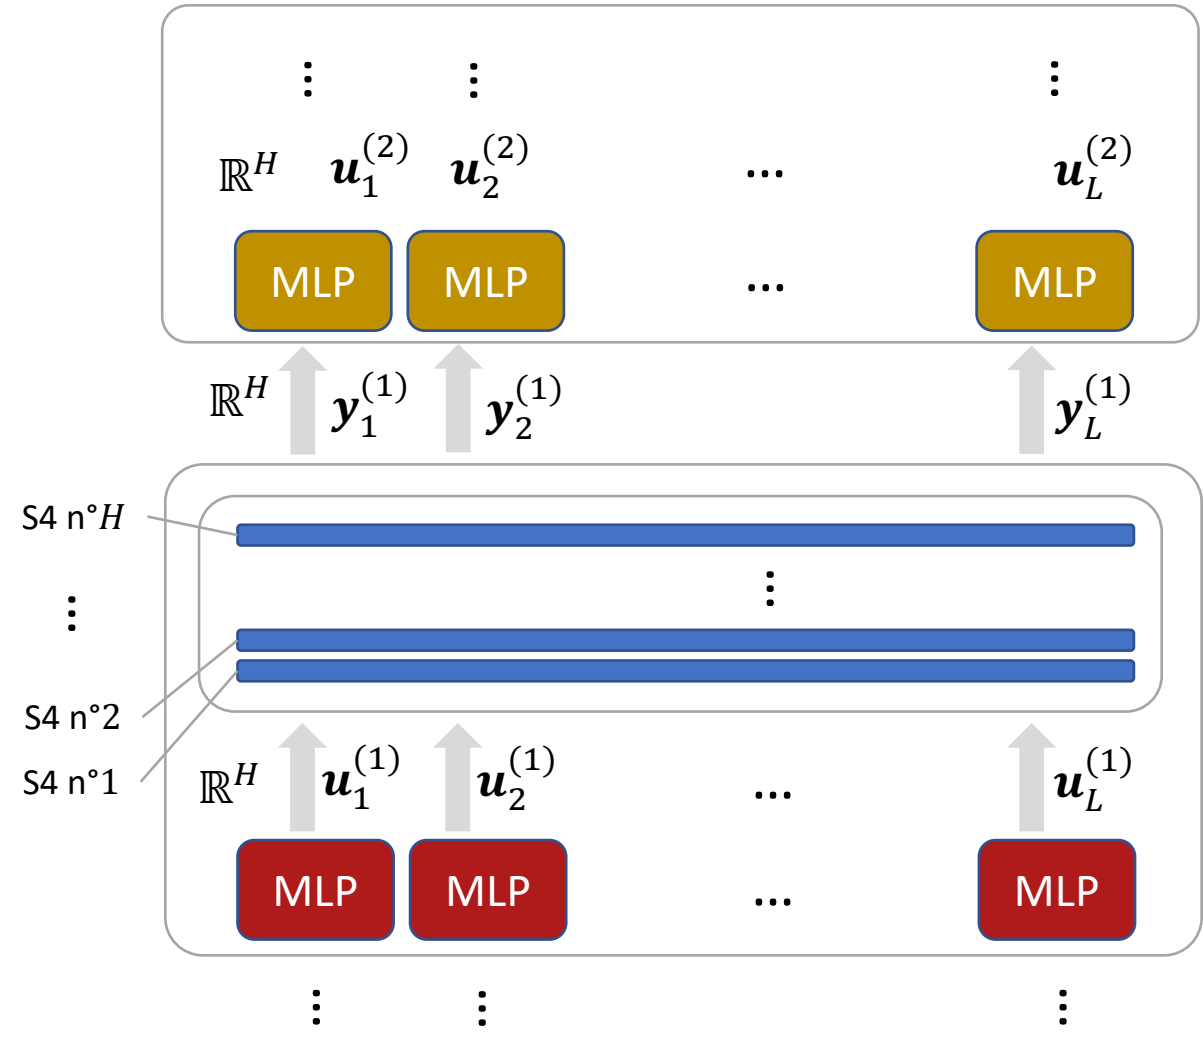 ⋮ ⋮ ⋮
ℝ^H u_1^(2) u_2^(2) ... u_L^(2)
MLP MLP ... MLP
ℝ^H y_1^(1) y_2^(1) y_L^(1)
S4 n°H
⋮ ⋮
S4 n°2
S4 n°1
ℝ^H u_1^(1) u_2^(1) ... u_L^(1)
MLP MLP ... MLP
⋮ ⋮ ⋮